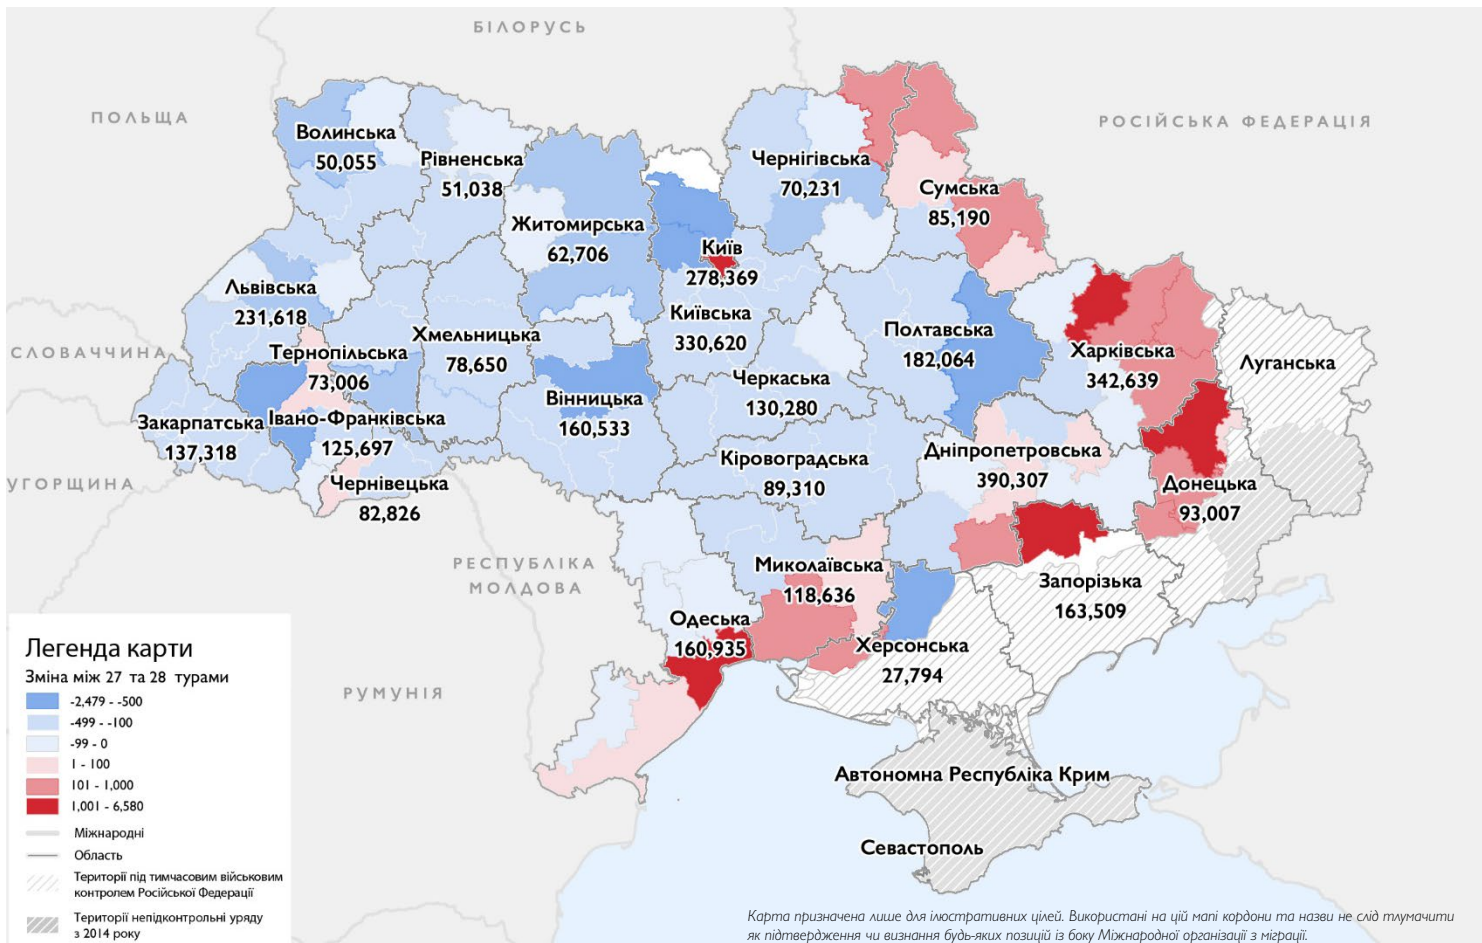 БІЛОРУСЬ
ПОЛЬЩА
РОСІЙСЬКА ФЕДЕРАЦІЯ
Волинська
50,055
Рівненська
51,038
Чернігівська
70,231
Сумська
85,190
Житомирська
62,706
Київ
278,369
Львівська
231,618
Київська
330,620
Полтавська
182,064
Хмельницька
78,650
Харківська
342,639
Луганська
СЛОВАЧЧИНА
Тернопільська
73,006
Черкаська
130,280
Вінницька
160,533
Закарпатська
137,318
Івано-Франківська
125,697
Кіровоградська
89,310
Дніпропетровська
390,307
УГОРЩИНА
Чернівецька
82,826
Донецька
93,007
РЕСПУБЛІКА
МОЛДОВА
Миколаївська
118,636
Запорізька
163,509
Одеська
160,935
Херсонська
27,794
РУМУНІЯ
Автономна Республіка Крим
Севастополь
Легенда карти
Зміна між 27 та 28 турами
-2,479 - -500
-499 - -100
-99 - 0
1 - 100
101 - 1,000
1,001 - 6,580
Міжнародні
Область
Території під тимчасовим військовим
контролем Російської Федерації
Території непідконтрольні уряду
з 2014 року
Карта призначена лише для ілюстративних цілей. Використані на цій мапі кордони та назви не слід тлумачити
як підтвердження чи визнання будь-яких позицій із боку Міжнародної організації з міграції.